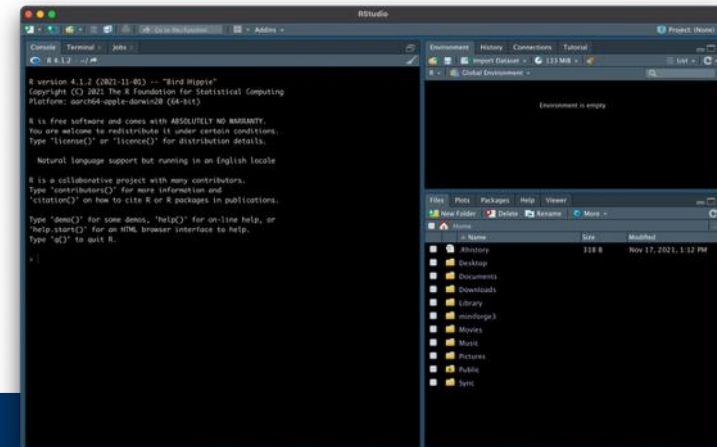 RStudio
Go to file/function
Addins
Project: (None)
Console Terminal Jobs
R 4.1.2 · ~/
R version 4.1.2 (2021-11-01) -- "Bird Hippie"
Copyright (C) 2021 The R Foundation for Statistical Computing
Platform: aarch64-apple-darwin20 (64-bit)
R is free software and comes with ABSOLUTELY NO WARRANTY.
You are welcome to redistribute it under certain conditions.
Type 'license()' or 'licence()' for distribution details.
Natural language support but running in an English locale
R is a collaborative project with many contributors.
Type 'contributors()' for more information and
'citation()' on how to cite R or R packages in publications.
Type 'demo()' for some demos, 'help()' for on-line help, or
'help.start()' for an HTML browser interface to help.
Type 'q()' to quit R.
>
Environment History Connections Tutorial
Import Dataset 133 MiB List
R Global Environment
Environment is empty
Files Plots Packages Help Viewer
New Folder Delete Rename More
Home
Name Size Modified
.Rhistory 318 B Nov 17, 2021, 1:12 PM
Desktop
Documents
Downloads
Library
miniforge3
Movies
Music
Pictures
Public
Sync